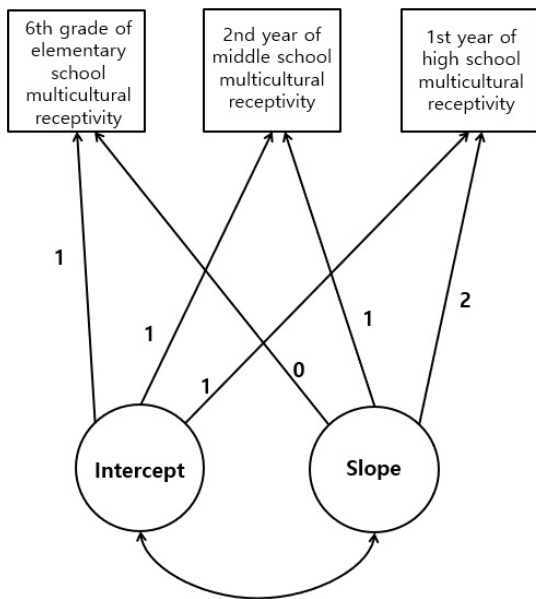 6th grade of
elementary
school
multicultural
receptivity
2nd year of
middle school
multicultural
receptivity
1st year of
high school
multicultural
receptivity
1
1
1
0
1
2
Intercept
Slope